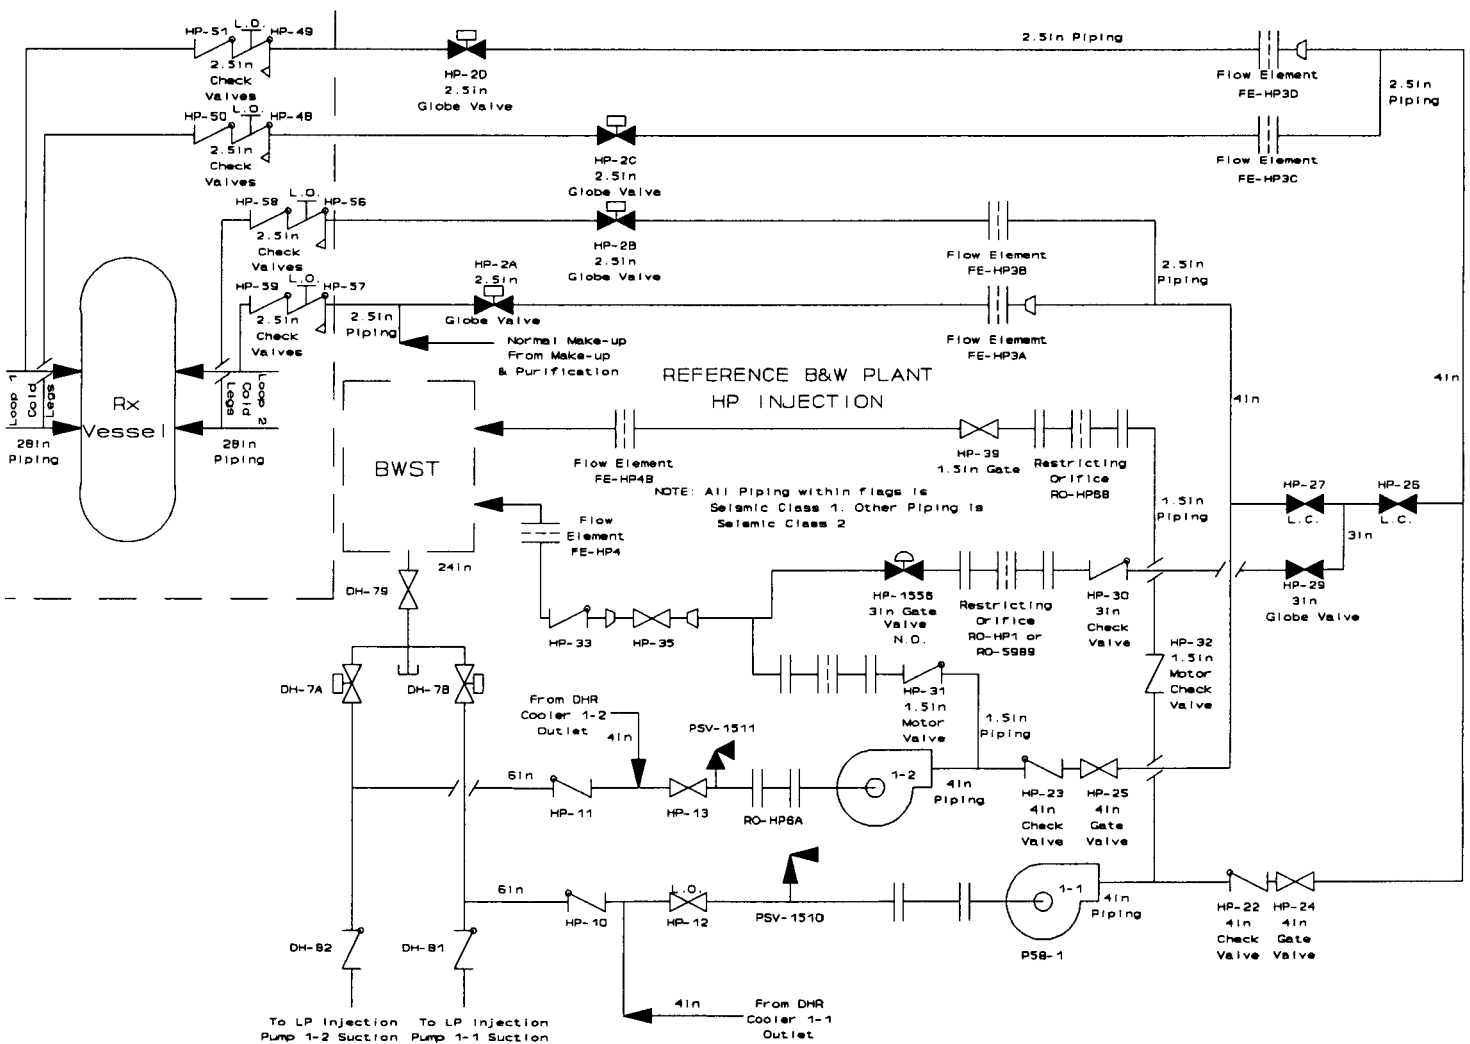 L.O.
HP-51
HP-49
2.5in
Check
Valves
HP-2D
2.5in
Globe Valve
2.5in Piping
Flow Element
FE-HP3D
2.5in
Piping
L.O.
HP-50
HP-48
2.5in
Check
Valves
HP-2C
2.5in
Globe Valve
Flow Element
FE-HP3C
L.O.
HP-58
HP-56
2.5in
Check
Valves
HP-2B
2.5in
Globe Valve
Flow Element
FE-HP3B
2.5in
Piping
L.O.
HP-59
HP-57
2.5in
Check
Valves
2.5in
Piping
HP-2A
2.5in
Globe Valve
Flow Element
FE-HP3A
Normal Make-up
From Make-up
& Purification
REFERENCE B&W PLANT
HP INJECTION
Loop 1
Cold
Legs
Rx
Vessel
Loop 2
Cold
Legs
28in
Piping
28in
Piping
4in
4in
BWST
Flow Element
FE-HP4B
HP-39
1.5in Gate
Restricting
Orifice
RO-HP6B
NOTE: All Piping within flags is
Seismic Class 1. Other Piping is
Seismic Class 2
1.5in
Piping
HP-27
L.C.
HP-26
L.C.
3in
Flow
Element
FE-HP4
24in
DH-79
HP-33
HP-35
HP-1556
3in Gate
Valve
N.O.
Restricting
Orifice
RO-HP1 or
RO-5989
HP-30
3in
Check
Valve
HP-29
3in
Globe Valve
HP-32
1.5in
Motor
Check
Valve
DH-7A
DH-7B
HP-31
1.5in
Motor
Valve
1.5in
Piping
From DHR
Cooler 1-2
Outlet
4in
PSV-1511
6in
HP-11
HP-13
RO-HP6A
1-2
4in
Piping
HP-23
4in
Check
Valve
HP-25
4in
Gate
Valve
6in
HP-10
L.O.
HP-12
PSV-1510
1-1
P58-1
4in
Piping
HP-22
4in
Check
Valve
HP-24
4in
Gate
Valve
DH-82
DH-81
4in
From DHR
Cooler 1-1
Outlet
To LP Injection
Pump 1-2 Suction
To LP Injection
Pump 1-1 Suction